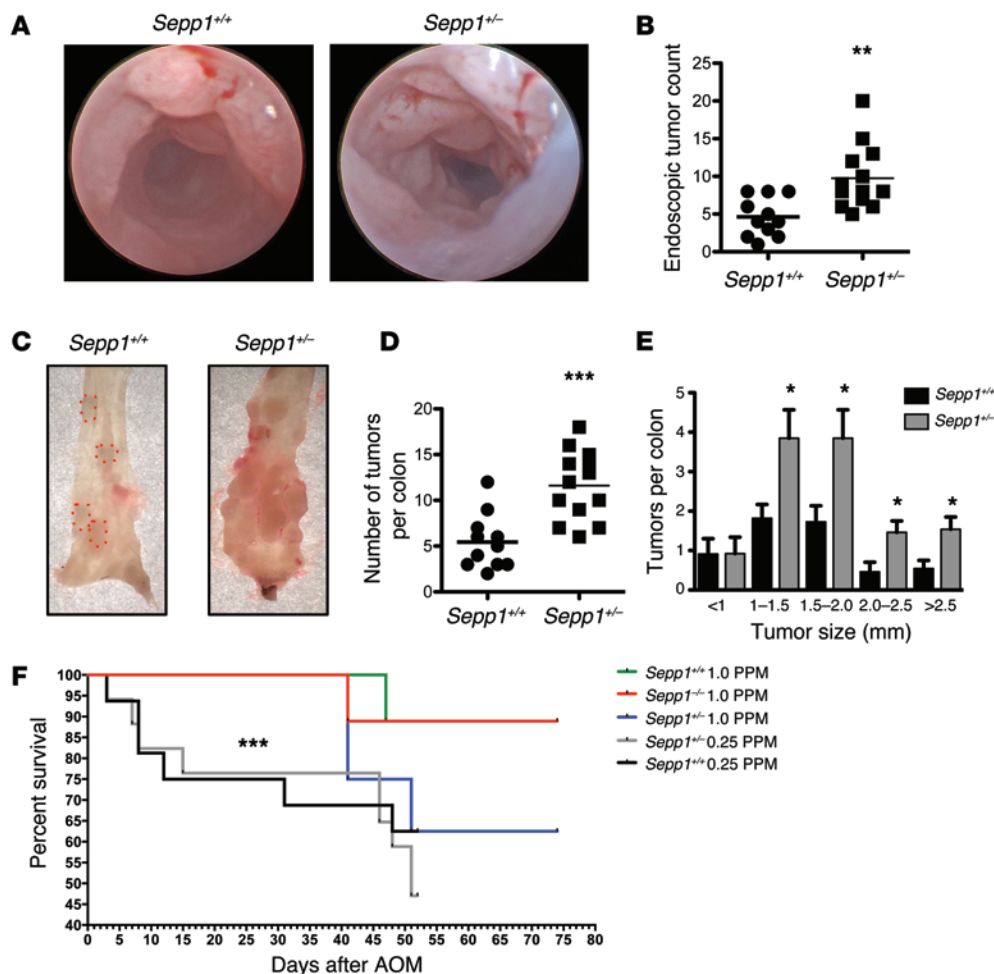 A
Sepp1+/+
Sepp1+/−
B
**
Endoscopic tumor count
25
20
15
10
5
0
Sepp1+/+
Sepp1+/−
C
Sepp1+/+
Sepp1+/−
D
***
Number of tumors
per colon
20
15
10
5
0
Sepp1+/+
Sepp1+/−
E
Sepp1+/+
Sepp1+/−
* * * *
Tumors per colon
5
4
3
2
1
0
<1 1–1.5 1.5–2.0 2.0–2.5 >2.5
Tumor size (mm)
F
***
Percent survival
100
95
90
85
80
75
70
65
60
55
50
45
40
0 5 10 15 20 25 30 35 40 45 50 55 60 65 70 75 80
Days after AOM
Sepp1+/+ 1.0 PPM
Sepp1−/− 1.0 PPM
Sepp1+/− 1.0 PPM
Sepp1+/− 0.25 PPM
Sepp1+/+ 0.25 PPM